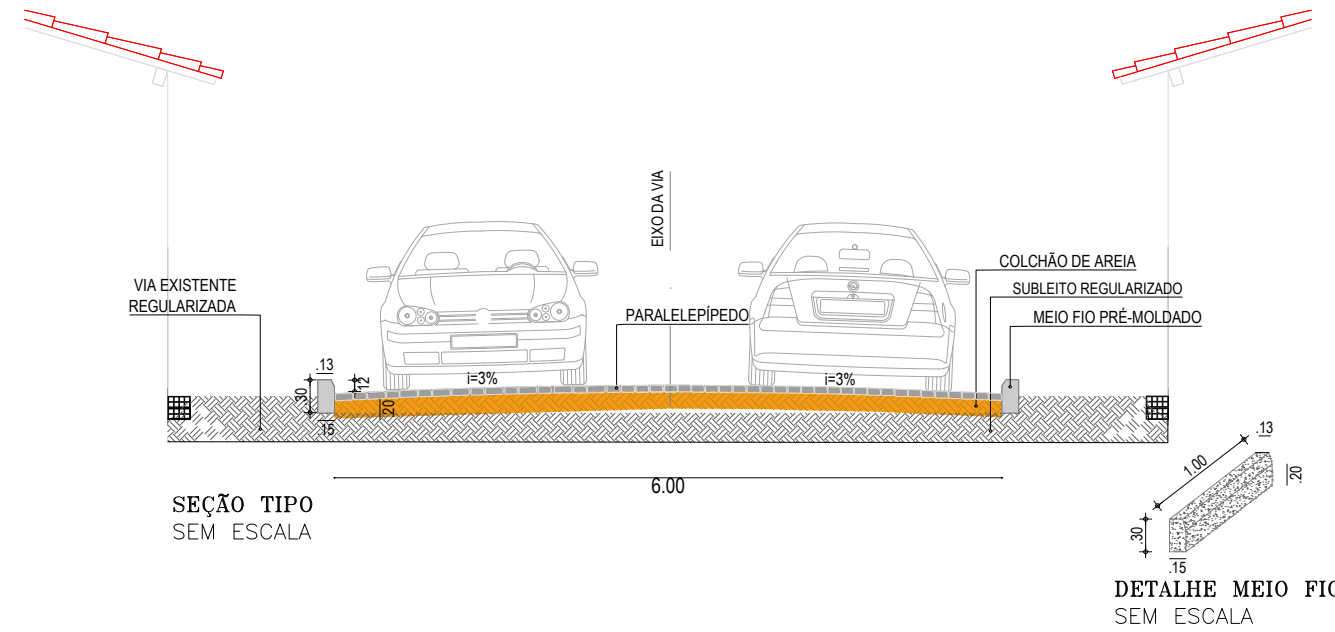 EIXO DA VIA
COLCHÃO DE AREIA
VIA EXISTENTE
REGULARIZADA
SUBLEITO REGULARIZADO
PARALELEPÍPEDO
MEIO FIO PRÉ-MOLDADO
.13
.12
i=3%
i=3%
.30
.20
.15
6.00
SEÇÃO TIPO
SEM ESCALA
.13
1.00
.20
.30
.15
DETALHE MEIO FIO
SEM ESCALA